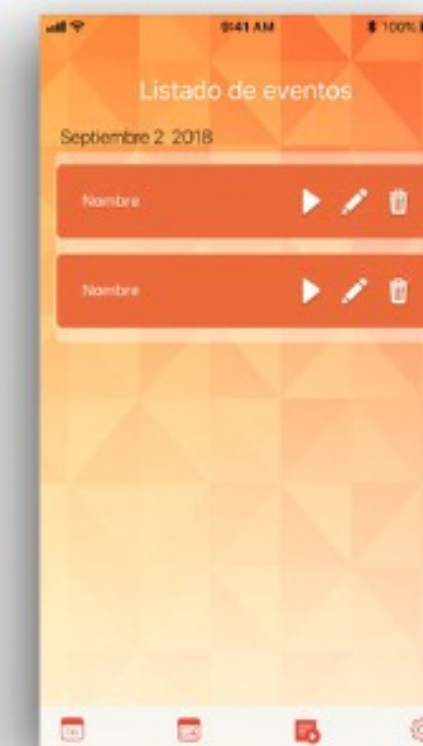 9:41 AM 100%
Listado de eventos
Septiembre 2 2018
Nombre
Nombre